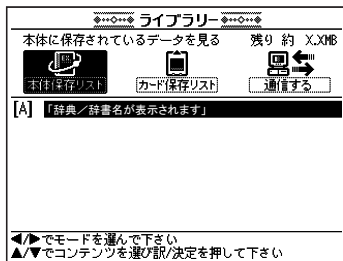 ライブラリー
本体に保存されているデータを見る 残り 約 X.XMB
本体保存リスト カード保存リスト 通信する
[A] 「辞典／辞書名が表示されます」
◀/▶でモードを選んで下さい
▲/▼でコンテンツを選び訳/決定を押して下さい